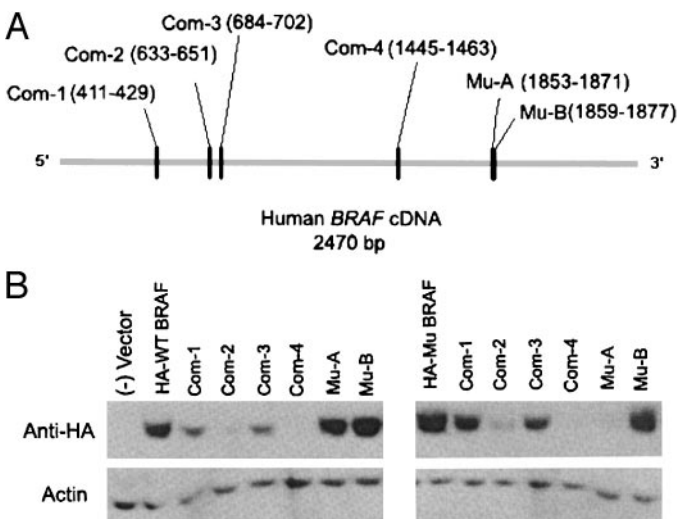 A
Com-3 (684-702)
Com-2 (633-651)
Com-4 (1445-1463)
Com-1 (411-429)
Mu-A (1853-1871)
Mu-B(1859-1877)
5'
3'
Human BRAF cDNA
2470 bp
B
(-) Vector
HA-WT BRAF
Com-1
Com-2
Com-3
Com-4
Mu-A
Mu-B
HA-Mu BRAF
Com-1
Com-2
Com-3
Com-4
Mu-A
Mu-B
Anti-HA
Actin